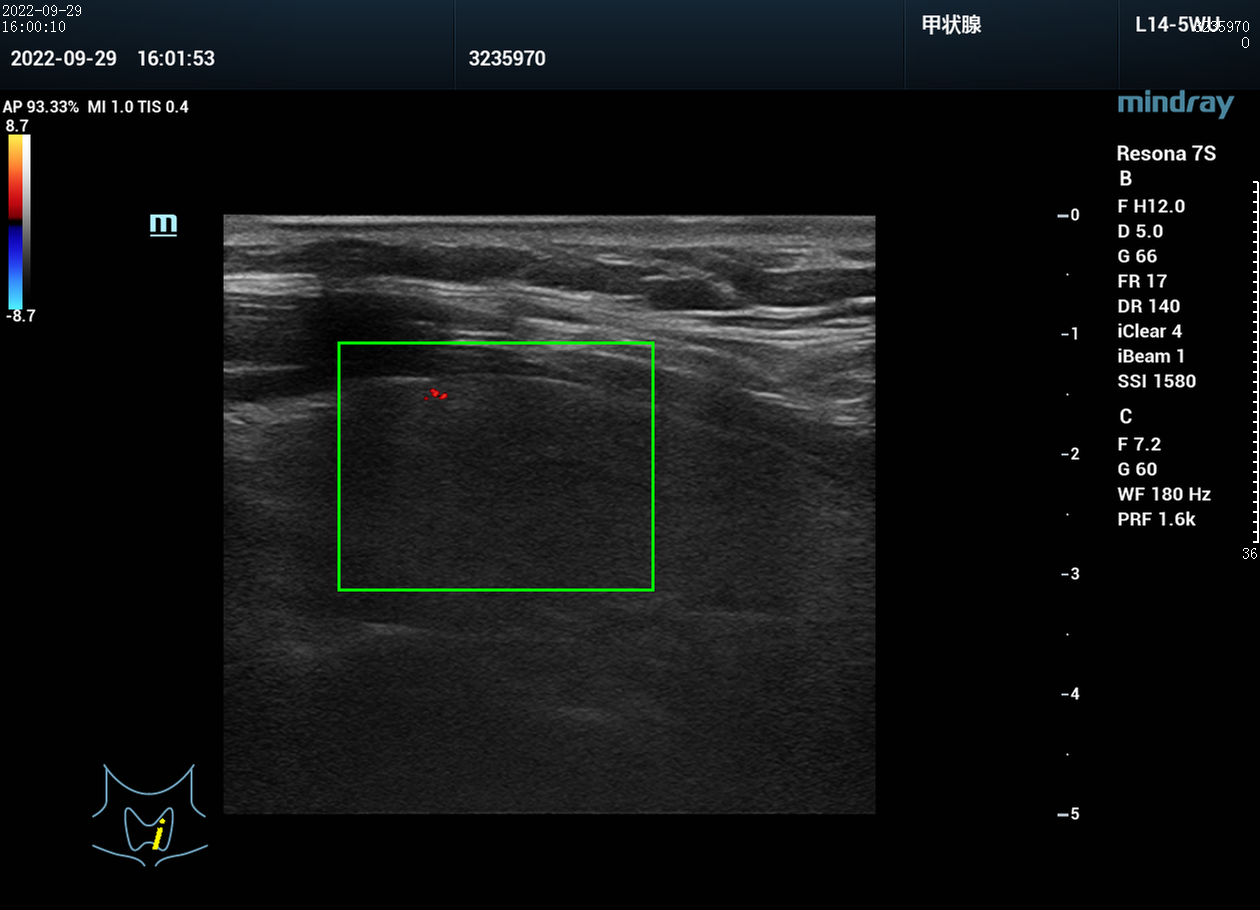 2022-09-29
16:00:10
甲状腺
L14-5WU
3235970
0
2022-09-29 16:01:53
3235970
AP 93.33% MI 1.0 TIS 0.4
8.7
-8.7
m
mindray
Resona 7S
B
F H12.0
D 5.0
G 66
FR 17
DR 140
iClear 4
iBeam 1
SSI 1580
C
F 7.2
G 60
WF 180 Hz
PRF 1.6k
0
-1
-2
-3
-4
-5
36